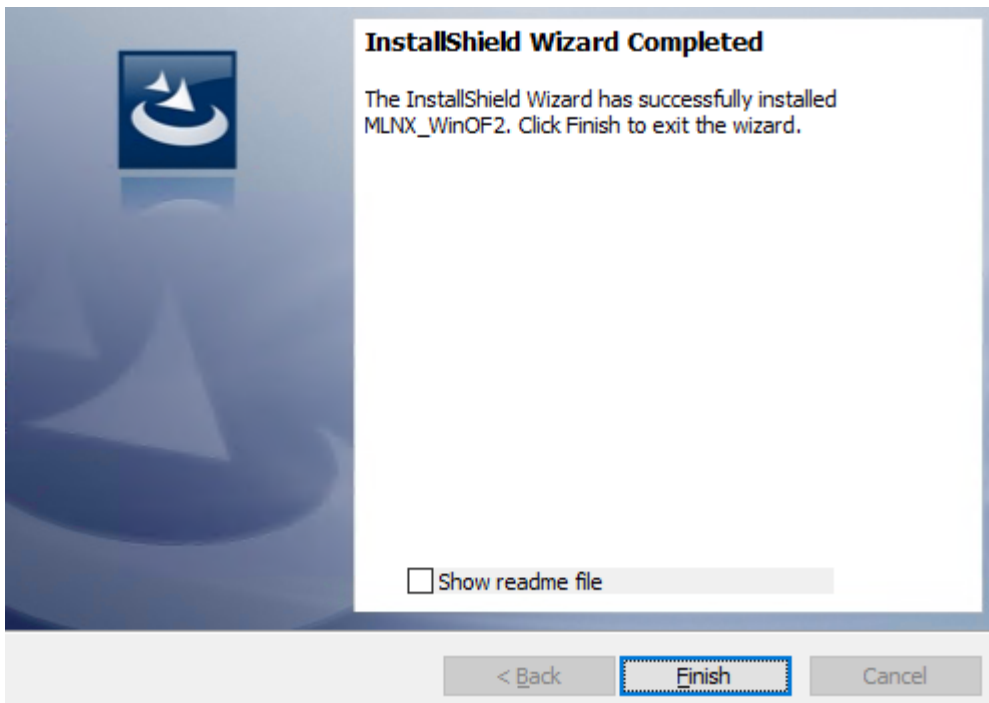 InstallShield Wizard Completed
The InstallShield Wizard has successfully installed
MLNX_WinOF2. Click Finish to exit the wizard.
Show readme file
< Back
Finish
Cancel